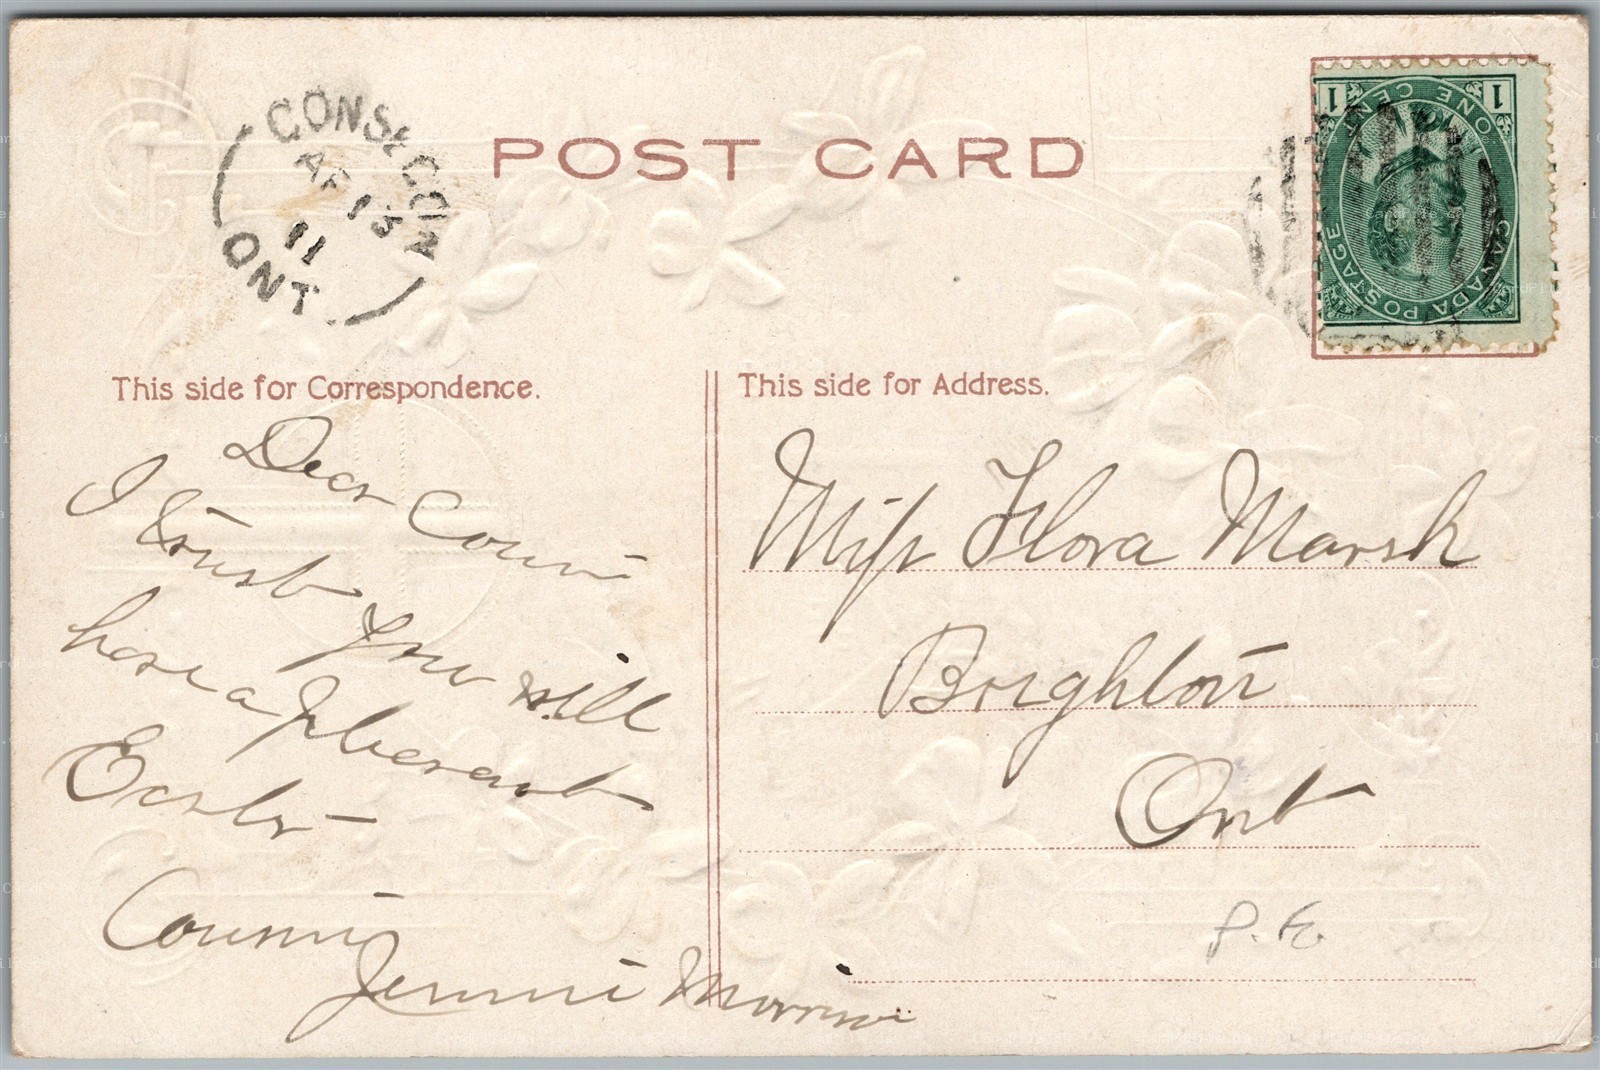 CONSECON
AP 13
11
ONT
POST CARD
1 ONE CENT 1
CANADA POSTAGE
This side for Correspondence.
This side for Address.
Dear Cousin
I trust you will
have a pleasant
Easter
Cousin
Jennie
Miss Flora Marsh
Brighton
Ont
P. E.